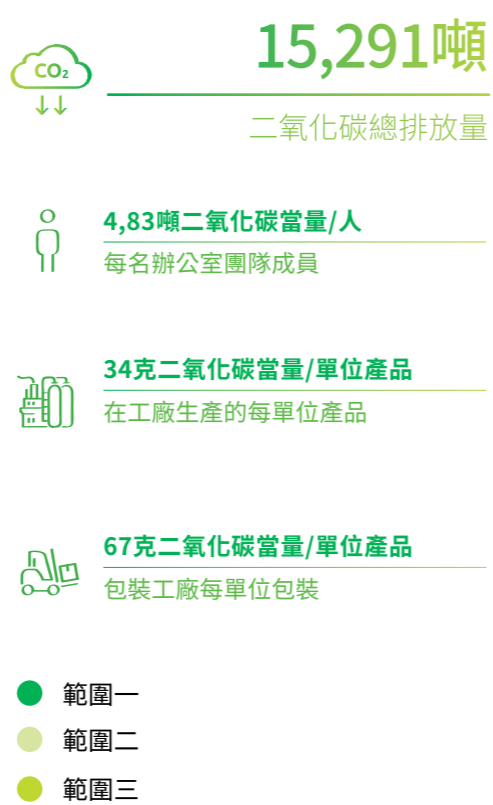 CO₂
15,291噸
二氧化碳總排放量
4,83噸二氧化碳當量/人
每名辦公室團隊成員
34克二氧化碳當量/單位產品
在工廠生產的每單位產品
67克二氧化碳當量/單位產品
包裝工廠每單位包裝
範圍一
範圍二
範圍三